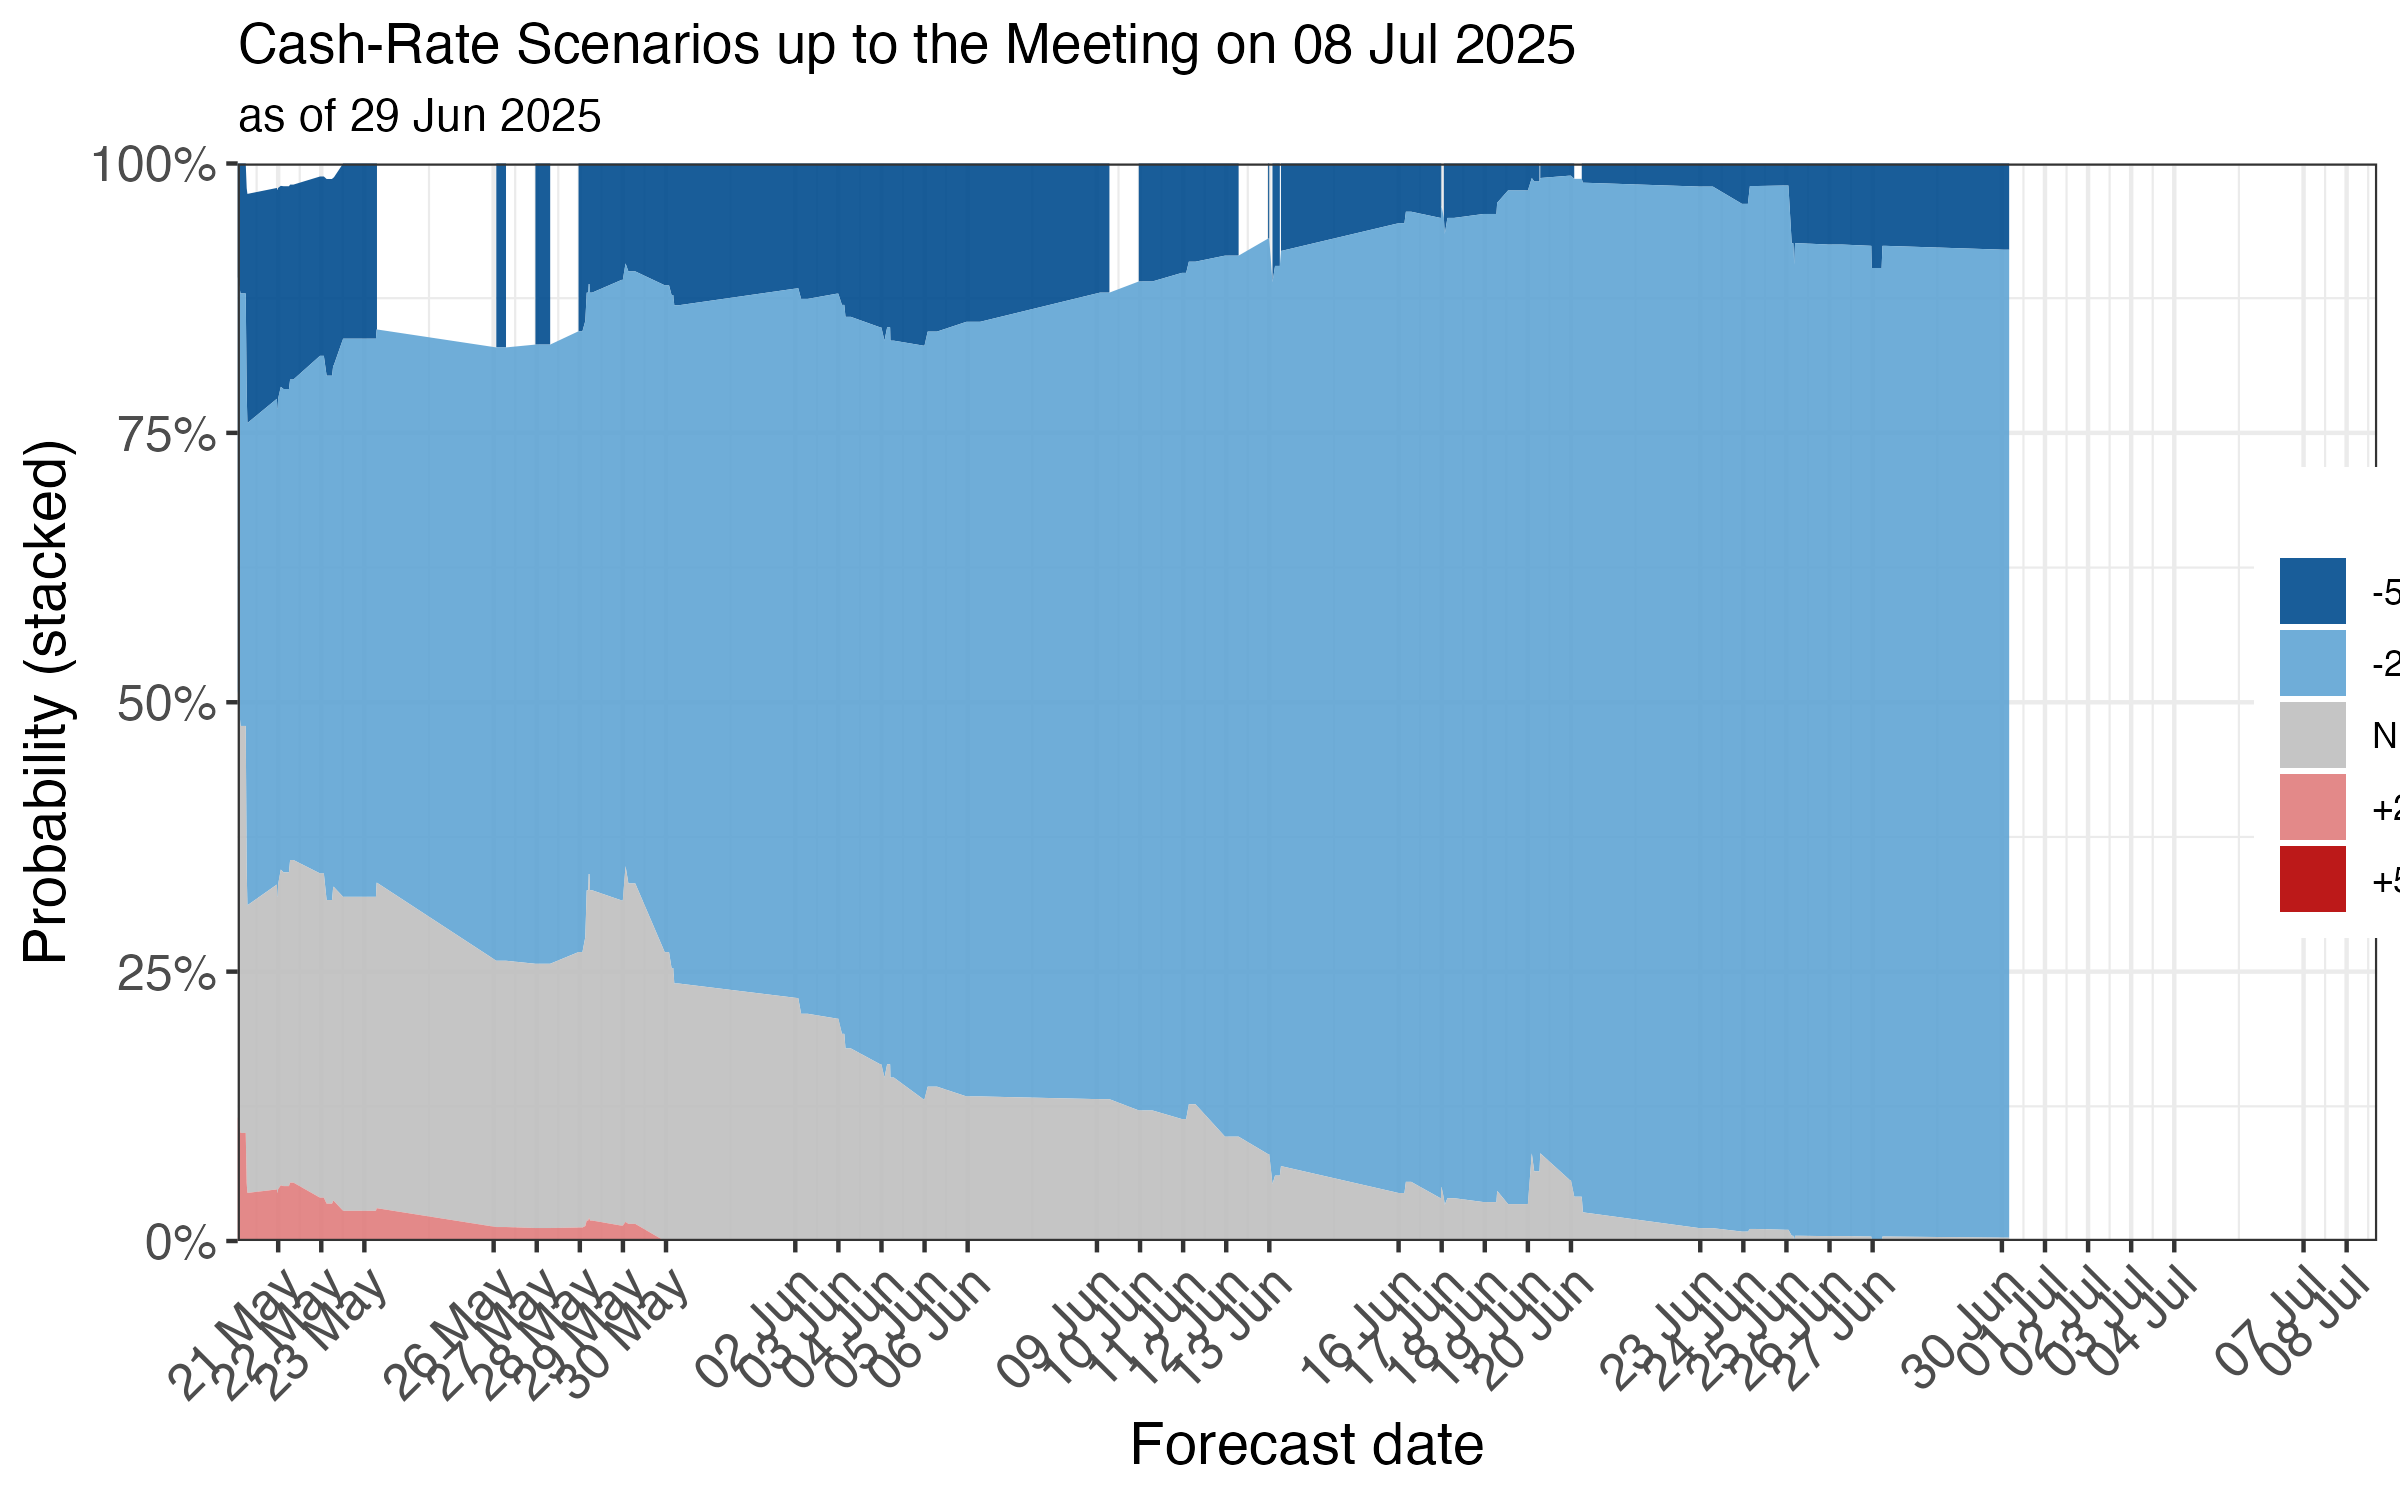 Cash-Rate Scenarios up to the Meeting on 08 Jul 2025
as of 29 Jun 2025
Probability (stacked)
100%
75%
50%
25%
0%
21 May
22 May
23 May
26 May
27 May
28 May
29 May
30 May
02 Jun
03 Jun
04 Jun
05 Jun
06 Jun
09 Jun
10 Jun
11 Jun
12 Jun
13 Jun
16 Jun
17 Jun
18 Jun
19 Jun
20 Jun
23 Jun
24 Jun
25 Jun
26 Jun
27 Jun
30 Jun
01 Jul
02 Jul
03 Jul
04 Jul
07 Jul
08 Jul
Forecast date
-5
-2
N
+2
+5